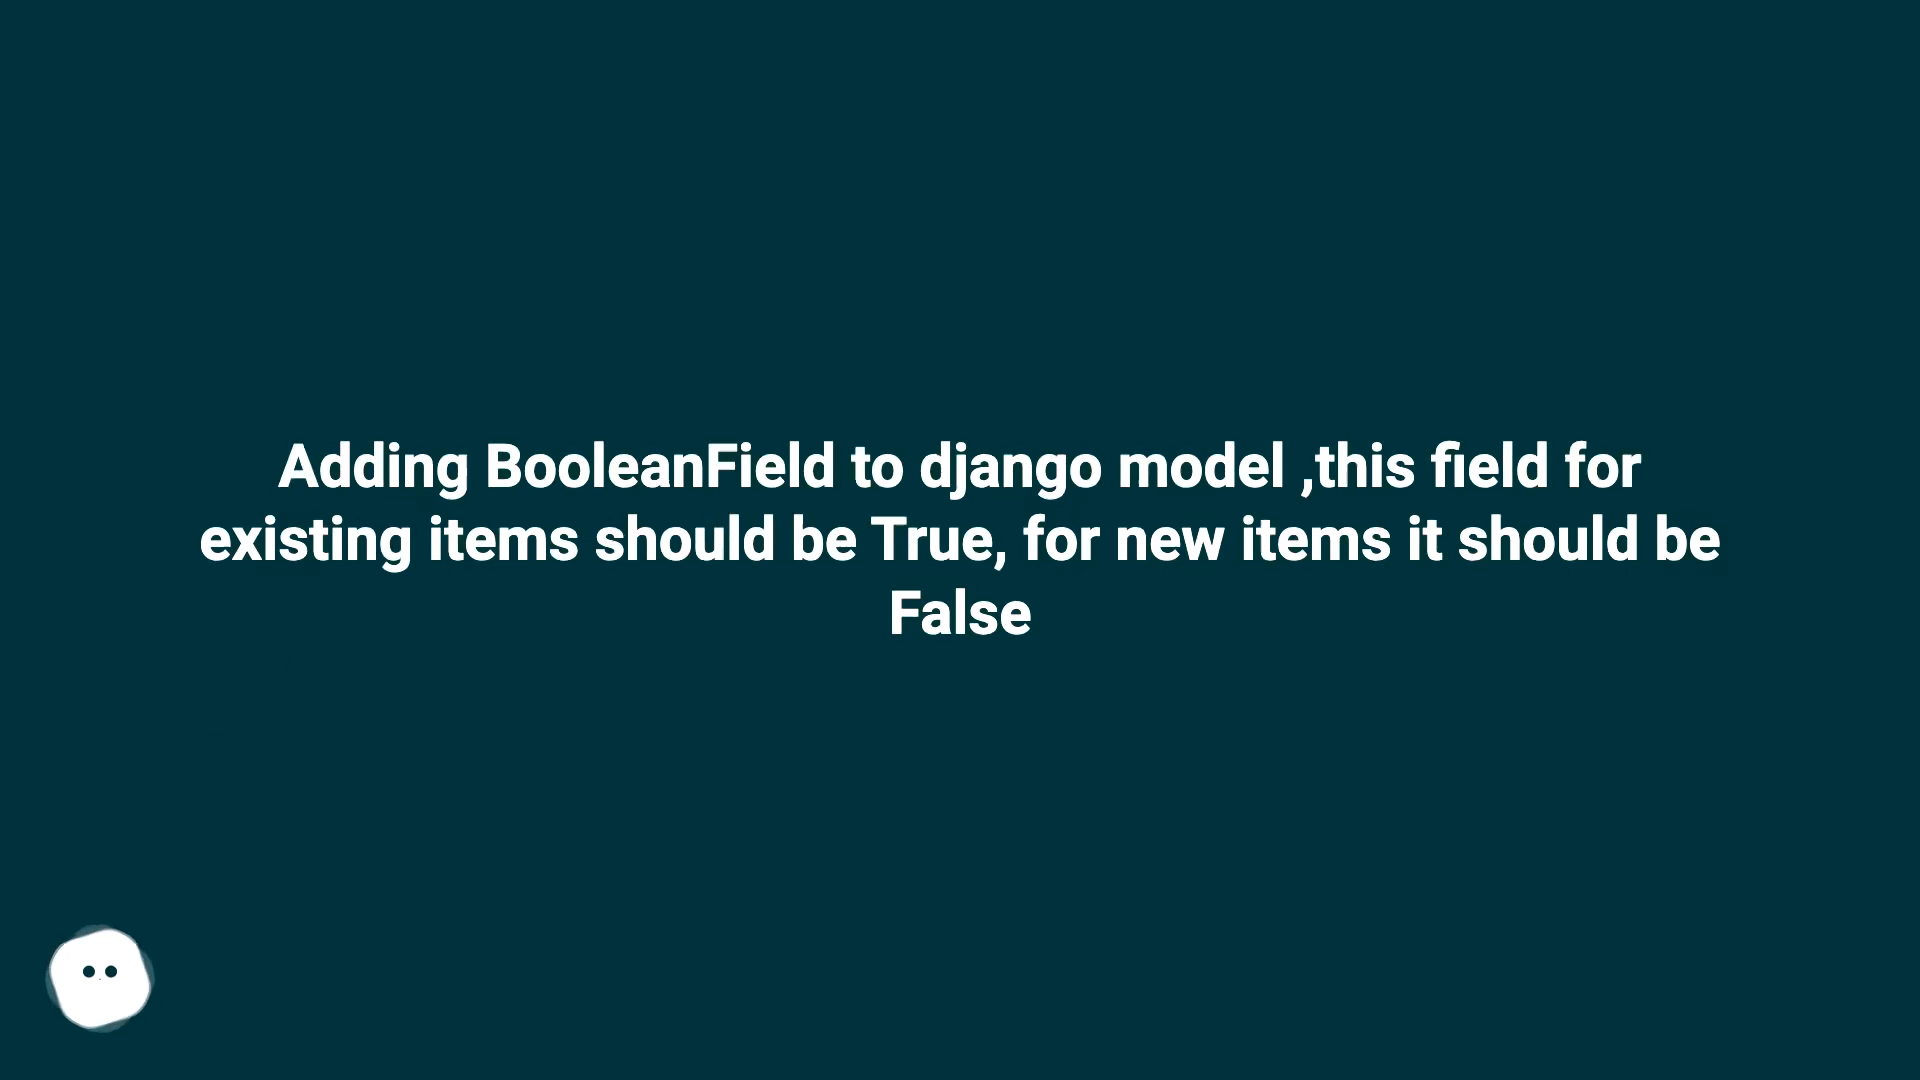 Adding BooleanField to django model ,this field for
existing items should be True, for new items it should be
False